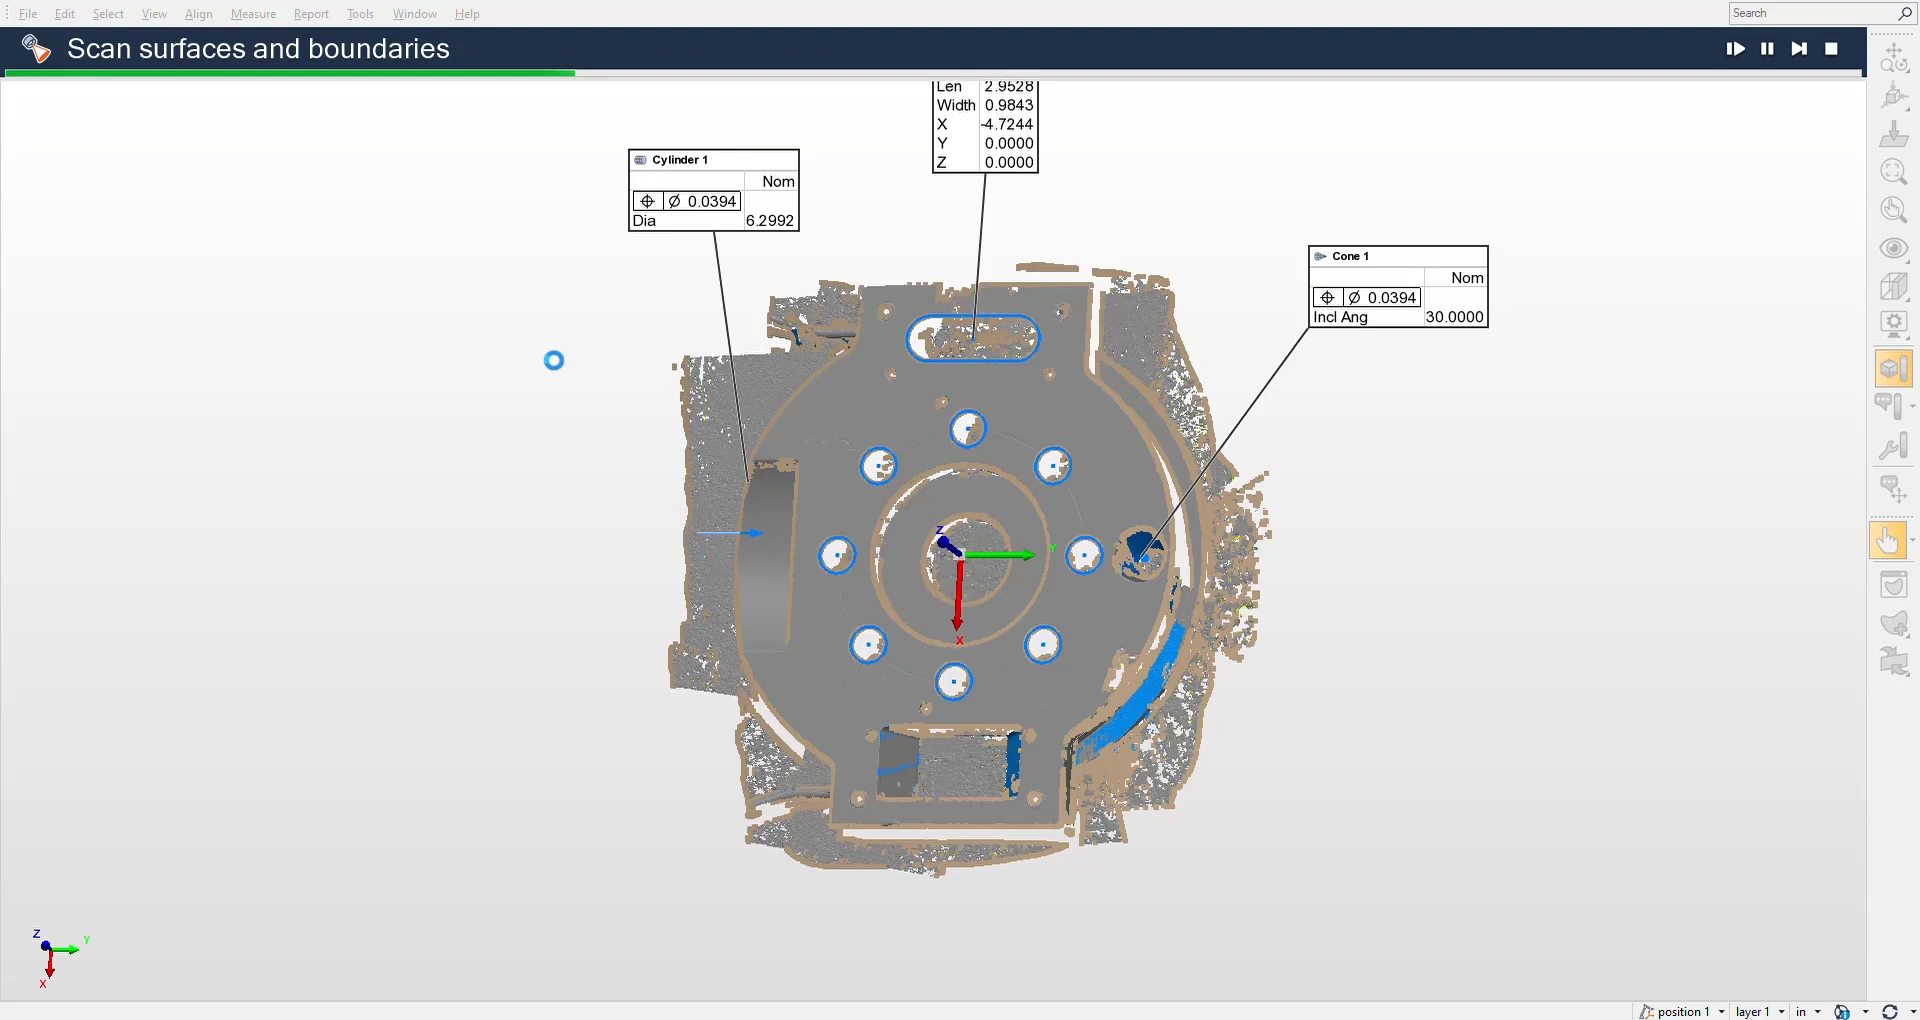 File Edit Select View Align Measure Report Tools Window Help
Search
Scan surfaces and boundaries
Len 2.9528
Width 0.9843
X -4.7244
Y 0.0000
Z 0.0000
Cylinder 1
Nom
⌖ Ø 0.0394
Dia 6.2992
Cone 1
Nom
⌖ Ø 0.0394
Incl Ang 30.0000
Z
Y
X
Z
Y
X
position 1 layer 1 in